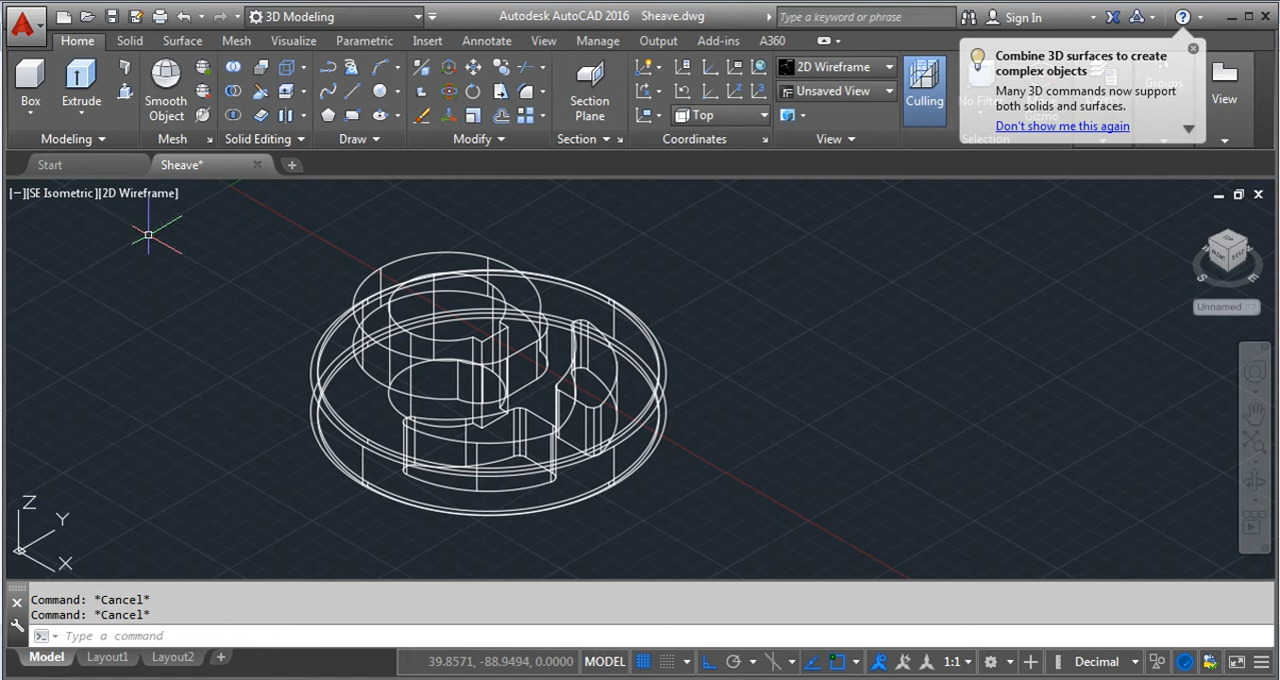 3D Modeling
Autodesk AutoCAD 2016 Sheave.dwg
Type a keyword or phrase
Sign In
Home Solid Surface Mesh Visualize Parametric Insert Annotate View Manage Output Add-ins A360
Box
Extrude
Smooth
Object
Section
Plane
2D Wireframe
Unsaved View
Top
Culling
No Filter
Gizmo
Groups
View
Modeling
Mesh
Solid Editing
Draw
Modify
Section
Coordinates
View
Selection
Combine 3D surfaces to create
complex objects
Many 3D commands now support
both solids and surfaces.
Don't show me this again
Start
Sheave*
[−][SE Isometric][2D Wireframe]
Unnamed
S
E
Z
Y
X
Command: *Cancel*
Command: *Cancel*
Type a command
Model Layout1 Layout2
39.8571, -88.9494, 0.0000
MODEL
1:1
Decimal